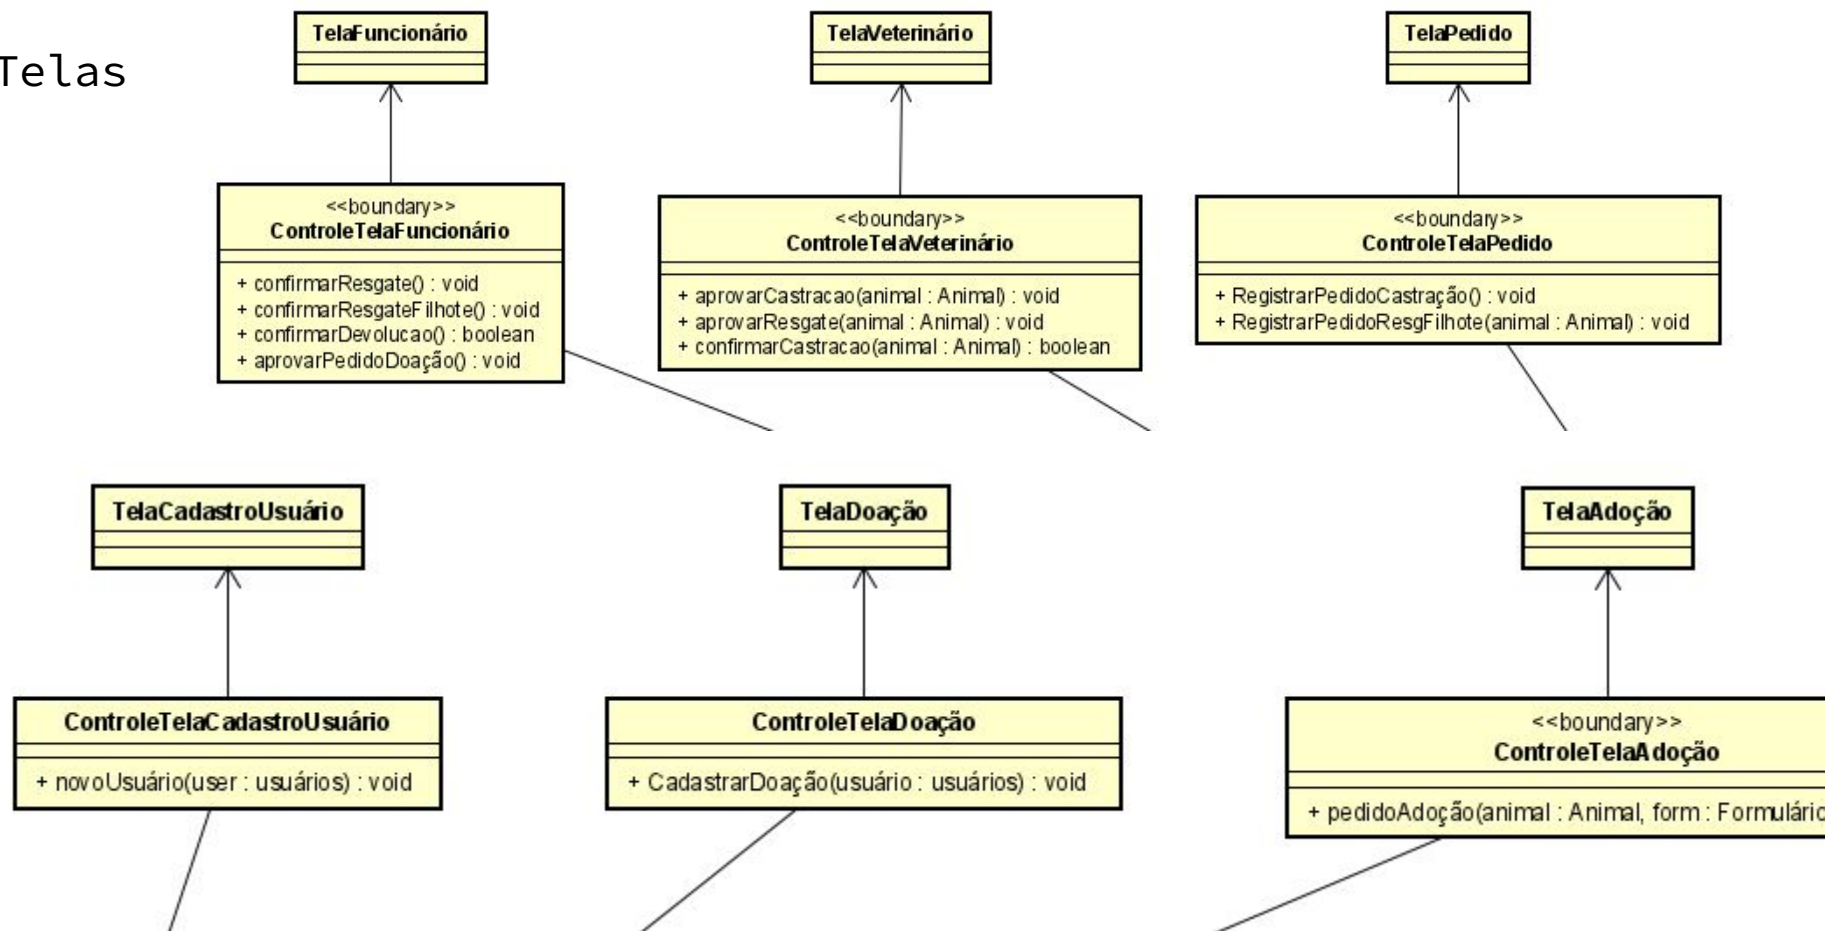 Telas
TelaFuncionário
TelaVeterinário
TelaPedido
<<boundary>>
ControleTelaFuncionário
+ confirmarResgate() : void
+ confirmarResgateFilhote() : void
+ confirmarDevolucao() : boolean
+ aprovarPedidoDoação() : void
<<boundary>>
ControleTelaVeterinário
+ aprovarCastracao(animal : Animal) : void
+ aprovarResgate(animal : Animal) : void
+ confirmarCastracao(animal : Animal) : boolean
<<boundary>>
ControleTelaPedido
+ RegistrarPedidoCastração() : void
+ RegistrarPedidoResgFilhote(animal : Animal) : void
TelaCadastroUsuário
TelaDoação
TelaAdoção
ControleTelaCadastroUsuário
+ novoUsuário(user : usuários) : void
ControleTelaDoação
+ CadastrarDoação(usuário : usuários) : void
<<boundary>>
ControleTelaAdoção
+ pedidoAdoção(animal : Animal, form : Formulário